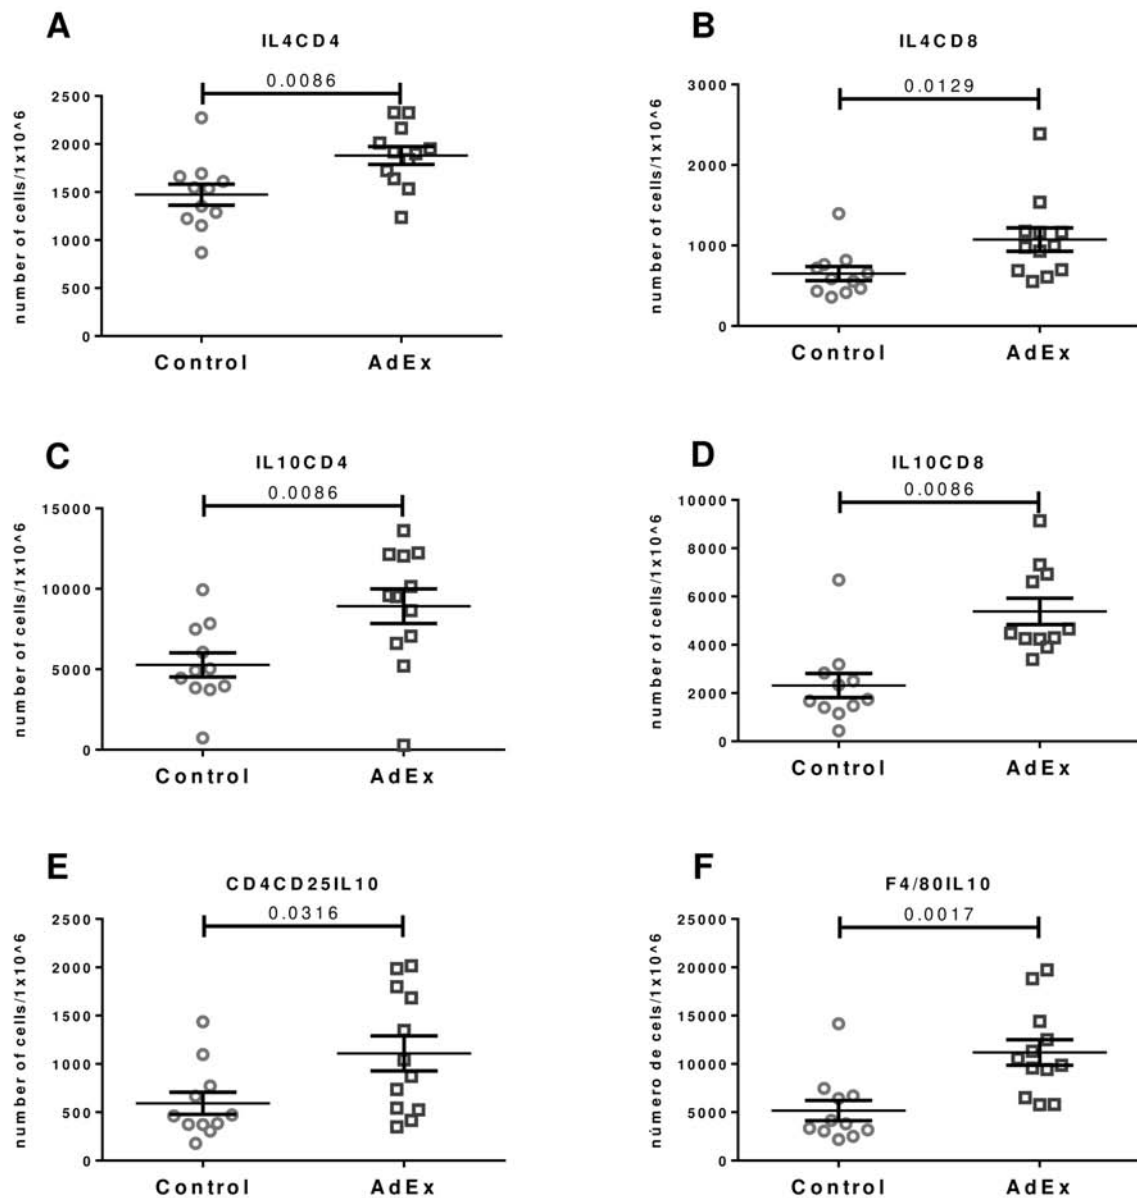 A
IL4CD4
0.0086
number of cells/1x10^6
2500
2000
1500
1000
500
0
Control
AdEx
B
IL4CD8
0.0129
number of cells/1x10^6
3000
2000
1000
0
Control
AdEx
C
IL10CD4
0.0086
number of cells/1x10^6
15000
10000
5000
0
Control
AdEx
D
IL10CD8
0.0086
number of cells/1x10^6
10000
8000
6000
4000
2000
0
Control
AdEx
E
CD4CD25IL10
0.0316
number of cells/1x10^6
2500
2000
1500
1000
500
0
Control
AdEx
F
F4/80IL10
0.0017
número de cels/1x10^6
25000
20000
15000
10000
5000
0
Control
AdEx